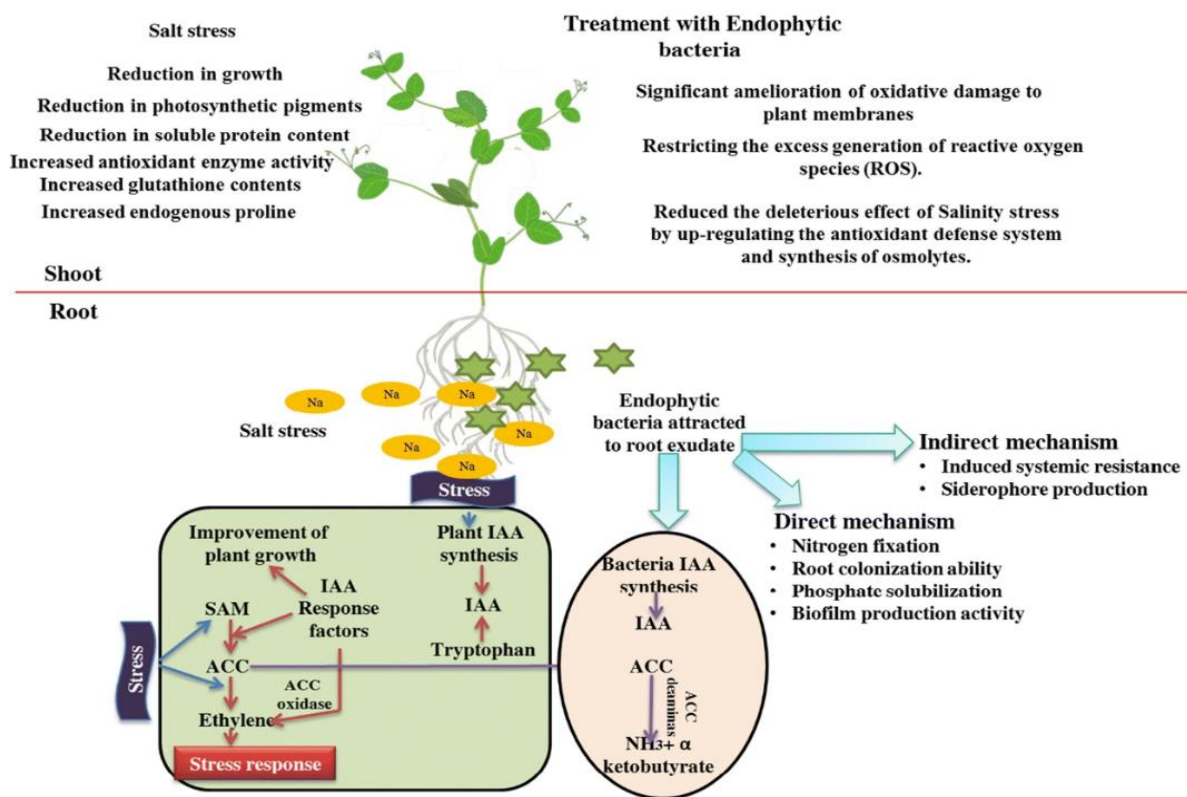 Salt stress
Reduction in growth
Reduction in photosynthetic pigments
Reduction in soluble protein content
Increased antioxidant enzyme activity
Increased glutathione contents
Increased endogenous proline
Treatment with Endophytic
bacteria
Significant amelioration of oxidative damage to
plant membranes
Restricting the excess generation of reactive oxygen
species (ROS).
Reduced the deleterious effect of Salinity stress
by up-regulating the antioxidant defense system
and synthesis of osmolytes.
Shoot
Root
Na
Na
Na
Na
Na
Na
Salt stress
Stress
Endophytic
bacteria attracted
to root exudate
Indirect mechanism
• Induced systemic resistance
• Siderophore production
Direct mechanism
• Nitrogen fixation
• Root colonization ability
• Phosphate solubilization
• Biofilm production activity
Improvement of
plant growth
IAA
Response
factors
SAM
ACC
ACC
oxidase
Ethylene
Stress response
Stress
Plant IAA
synthesis
IAA
Tryptophan
Bacteria IAA
synthesis
IAA
ACC
ACC
deaminas
NH3+ α
ketobutyrate